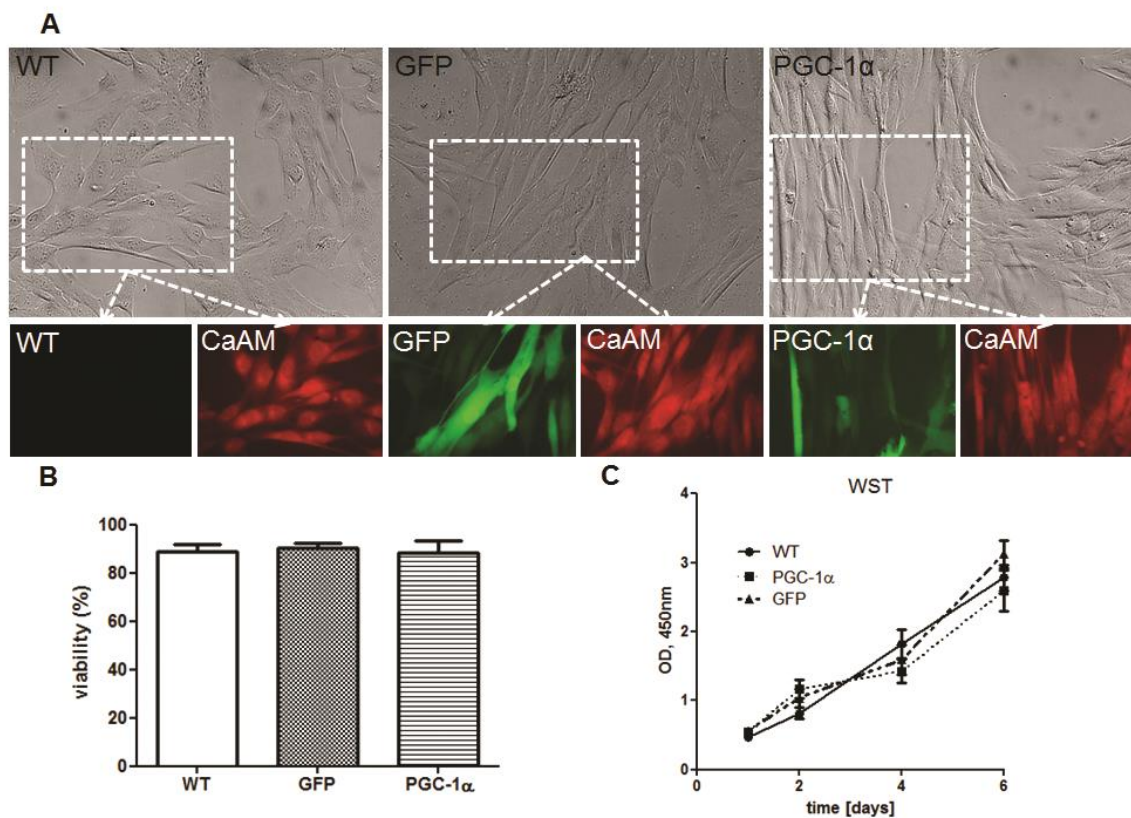 A
WT
GFP
PGC-1α
WT
CaAM
GFP
CaAM
PGC-1α
CaAM
B
viability (%)
100
80
60
40
20
0
WT
GFP
PGC-1α
C
WST
OD, 450nm
4
3
2
1
0
WT
PGC-1α
GFP
0
2
4
6
time [days]